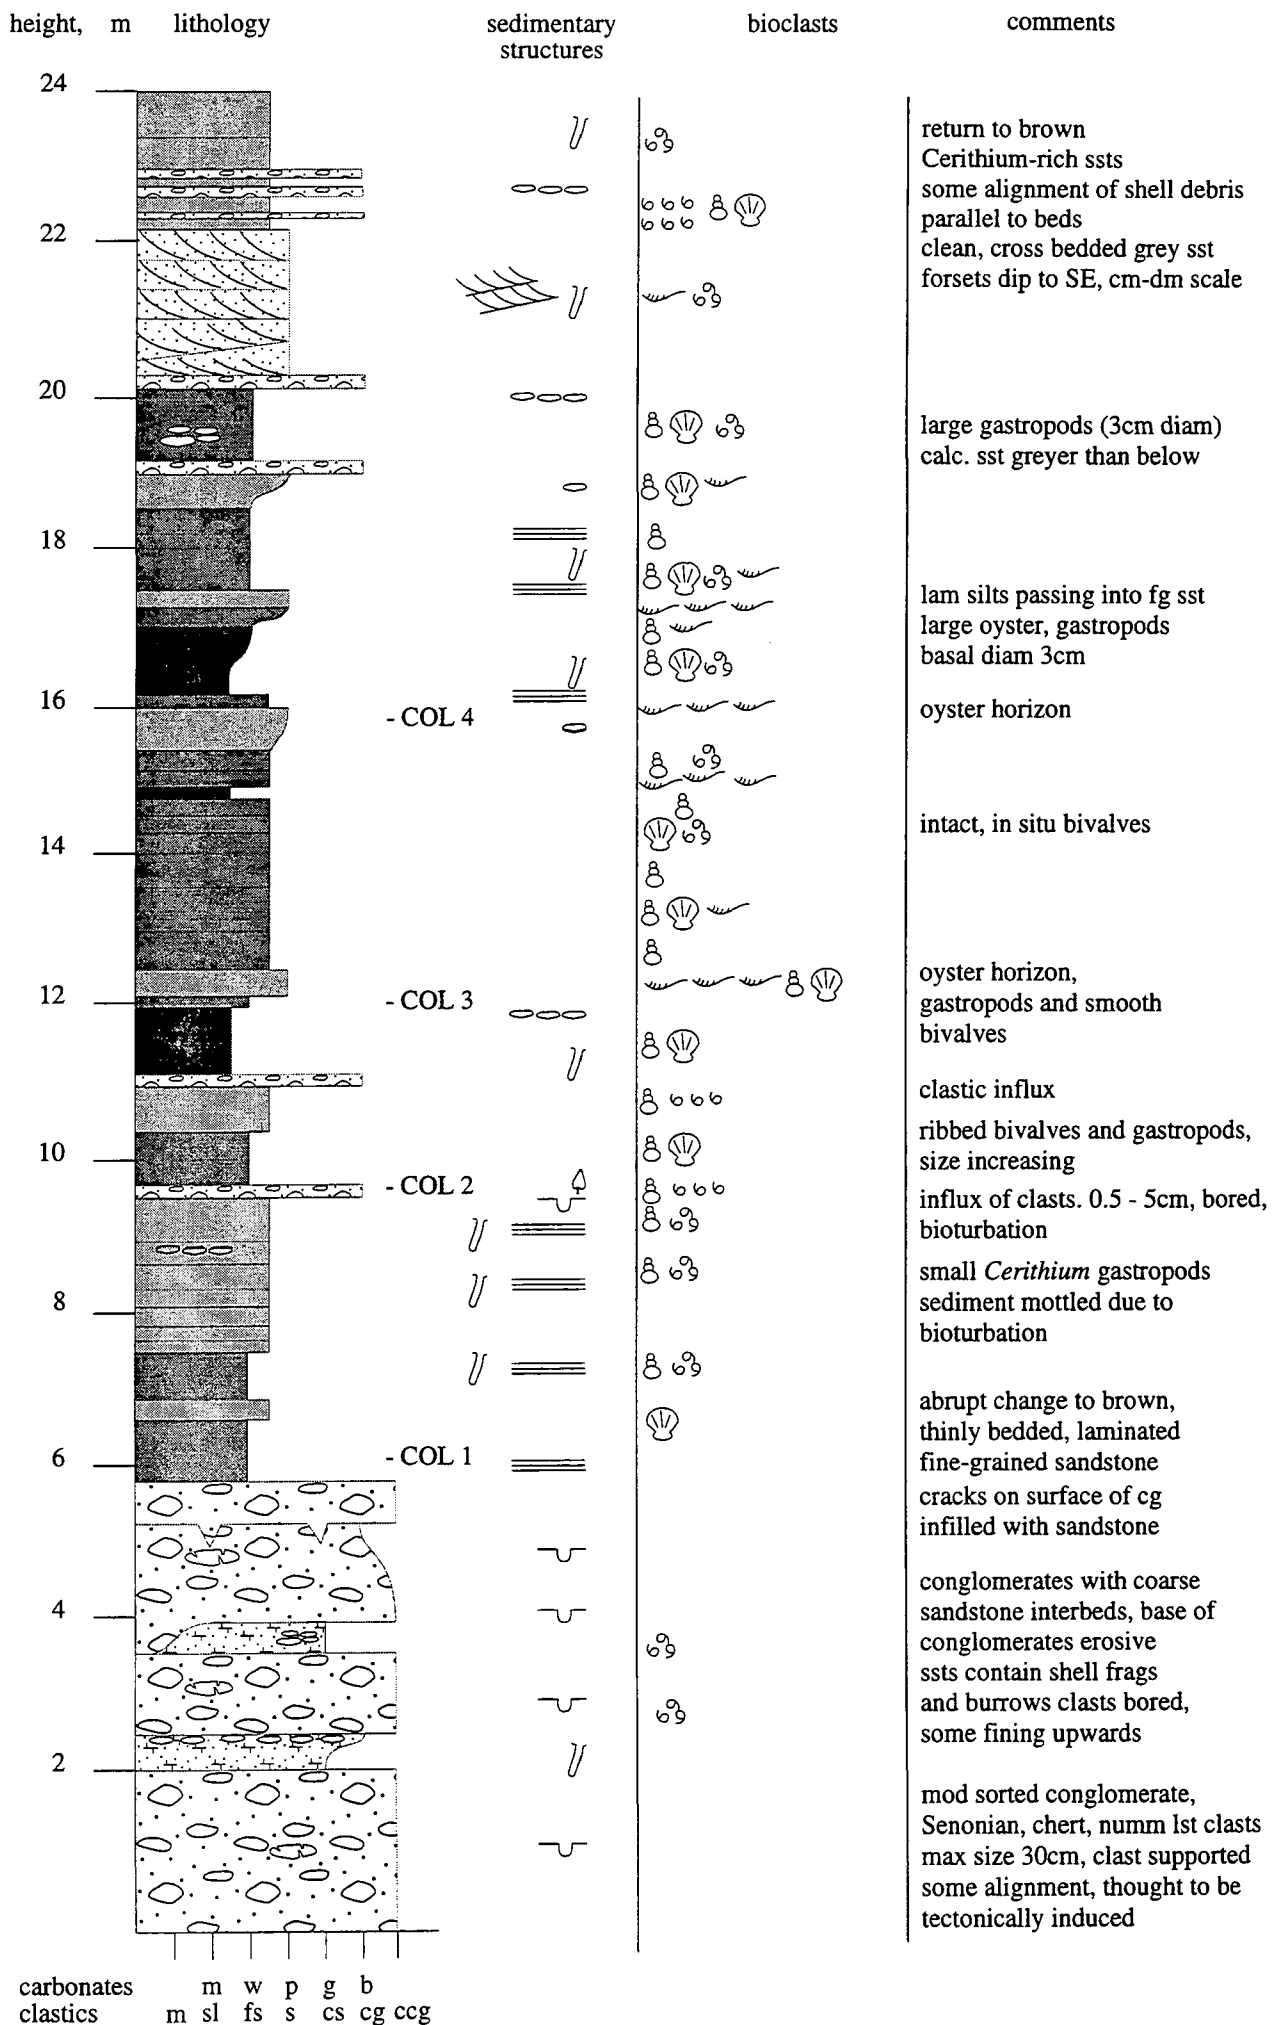 height, m lithology sedimentary structures bioclasts comments
24
return to brown
Cerithium-rich ssts
some alignment of shell debris
parallel to beds
22
clean, cross bedded grey sst
forsets dip to SE, cm-dm scale
20
large gastropods (3cm diam)
calc. sst greyer than below
18
lam silts passing into fg sst
large oyster, gastropods
basal diam 3cm
16
- COL 4
oyster horizon
14
intact, in situ bivalves
12
- COL 3
oyster horizon,
gastropods and smooth
bivalves
clastic influx
10
ribbed bivalves and gastropods,
size increasing
- COL 2
influx of clasts. 0.5 - 5cm, bored,
bioturbation
8
small Cerithium gastropods
sediment mottled due to
bioturbation
6
- COL 1
abrupt change to brown,
thinly bedded, laminated
fine-grained sandstone
cracks on surface of cg
infilled with sandstone
4
conglomerates with coarse
sandstone interbeds, base of
conglomerates erosive
ssts contain shell frags
and burrows clasts bored,
some fining upwards
2
mod sorted conglomerate,
Senonian, chert, numm lst clasts
max size 30cm, clast supported
some alignment, thought to be
tectonically induced
carbonates m w p g b
clastics m sl fs s cs cg ccg